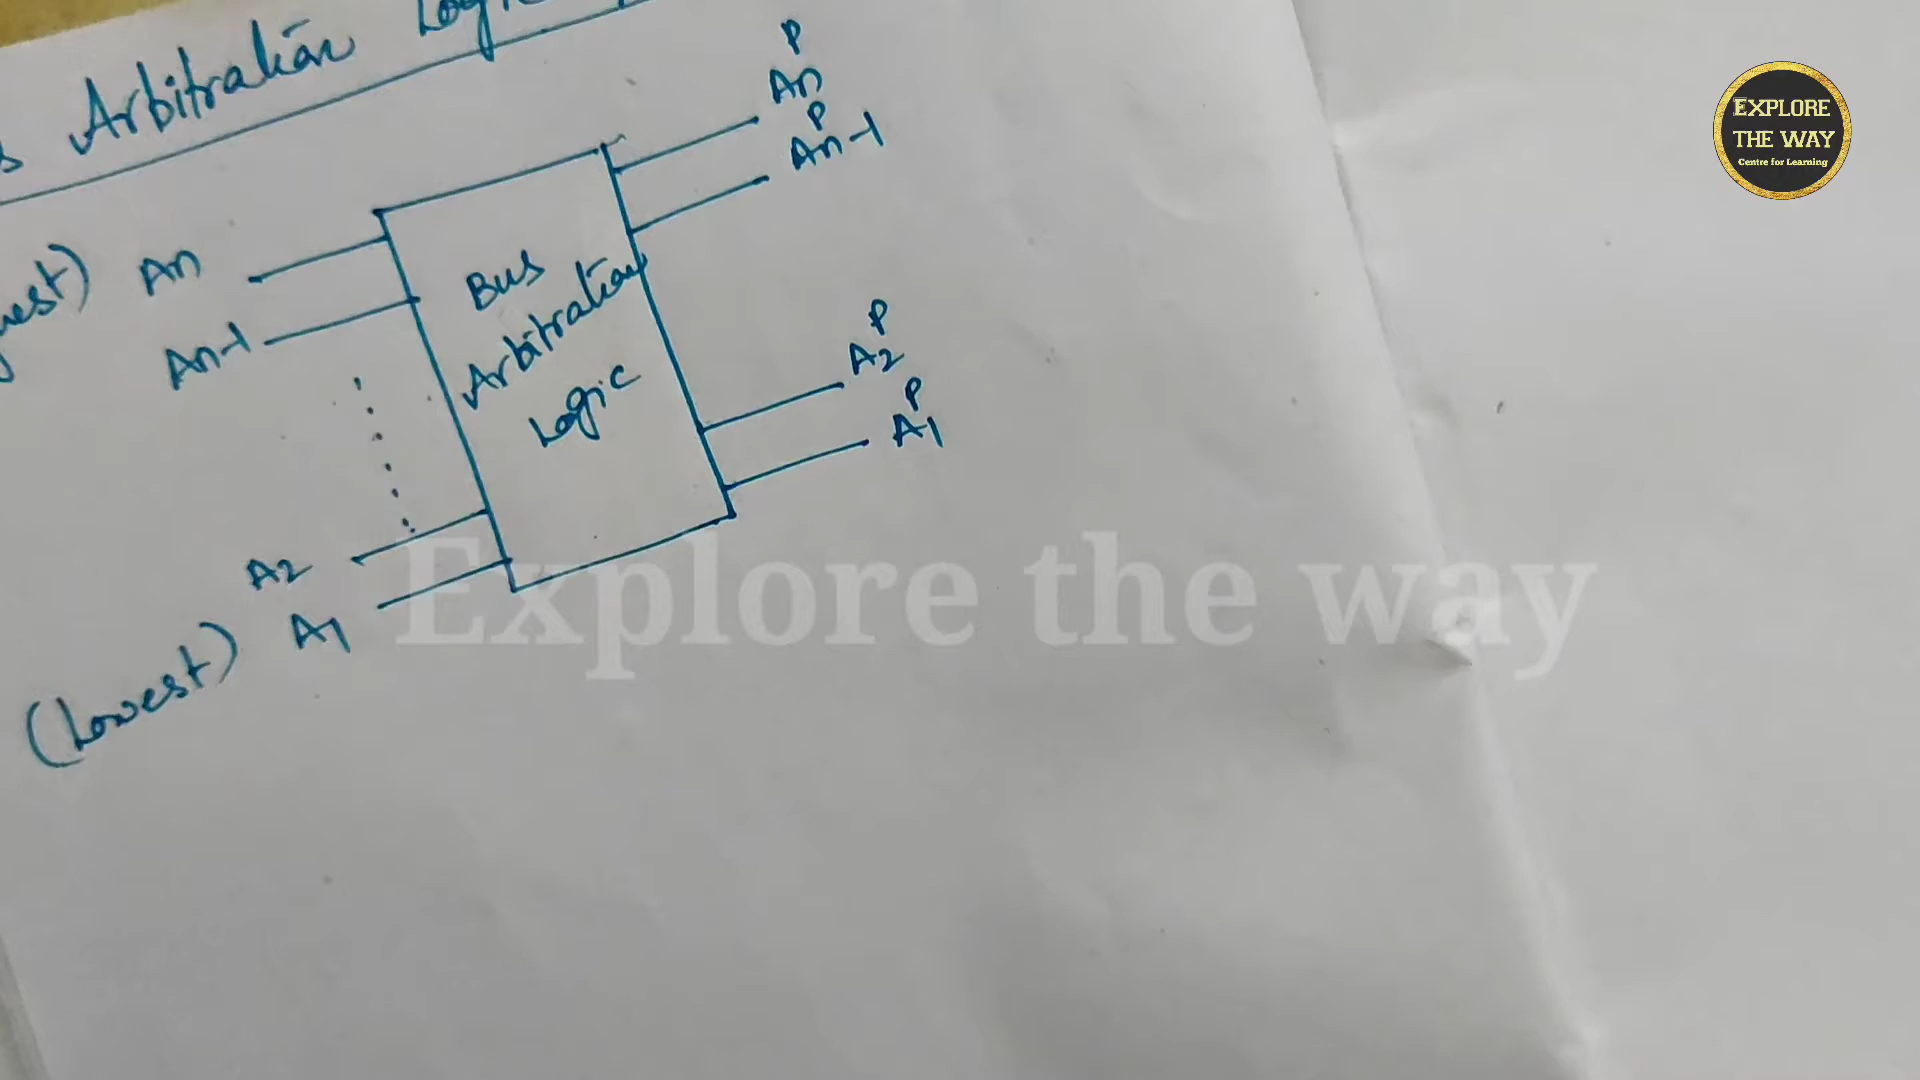 Arbitration Logic
An
An-1
A2
(Lowest) A1
Bus
Arbitration
Logic
P
An
P
An-1
P
A2
P
A1
EXPLORE
THE WAY
Centre for Learning
Explore the way